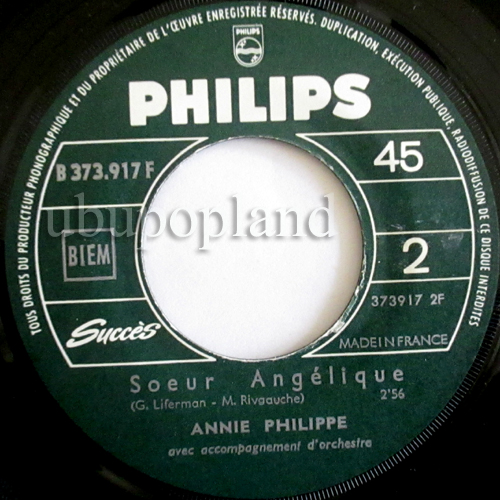 TOUS DROITS DU PRODUCTEUR PHONOGRAPHIQUE ET DU PROPRIÉTAIRE DE L'ŒUVRE ENREGISTRÉE RÉSERVÉS. DUPLICATION, EXÉCUTION PUBLIQUE, RADIODIFFUSION DE CE DISQUE INTERDITES
PHILIPS
PHILIPS
B 373.917 F
45
ubupopland
BIEM
2
373917 2F
Succès
MADE IN FRANCE
Soeur Angélique
(G. Liferman - M. Rivgauche)
2'56
ANNIE PHILIPPE
avec accompagnement d'orchestre